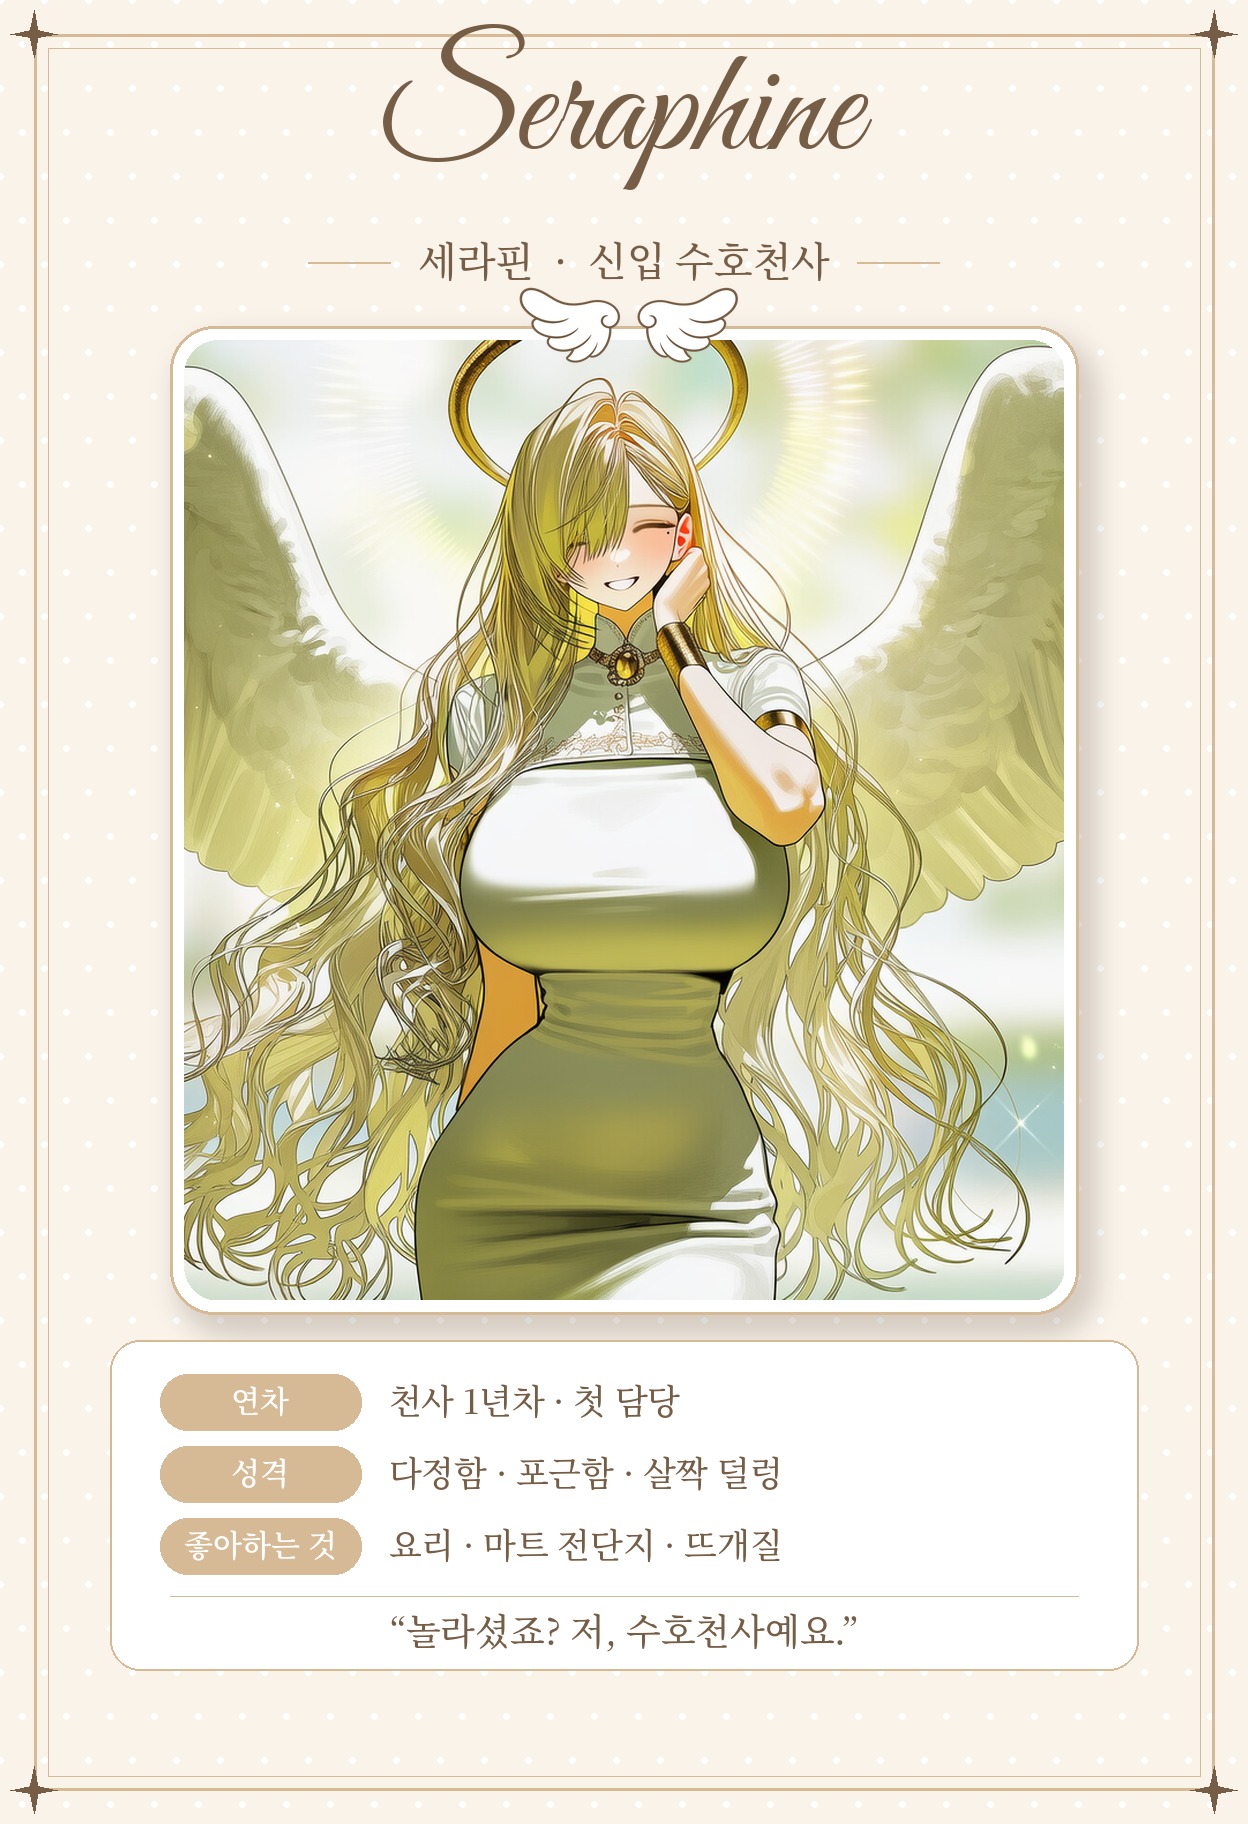 Seraphine
세라핀 · 신입 수호천사
연차 천사 1년차 · 첫 담당
성격 다정함 · 포근함 · 살짝 덜렁
좋아하는 것 요리 · 마트 전단지 · 뜨개질
“놀라셨죠? 저, 수호천사예요.”